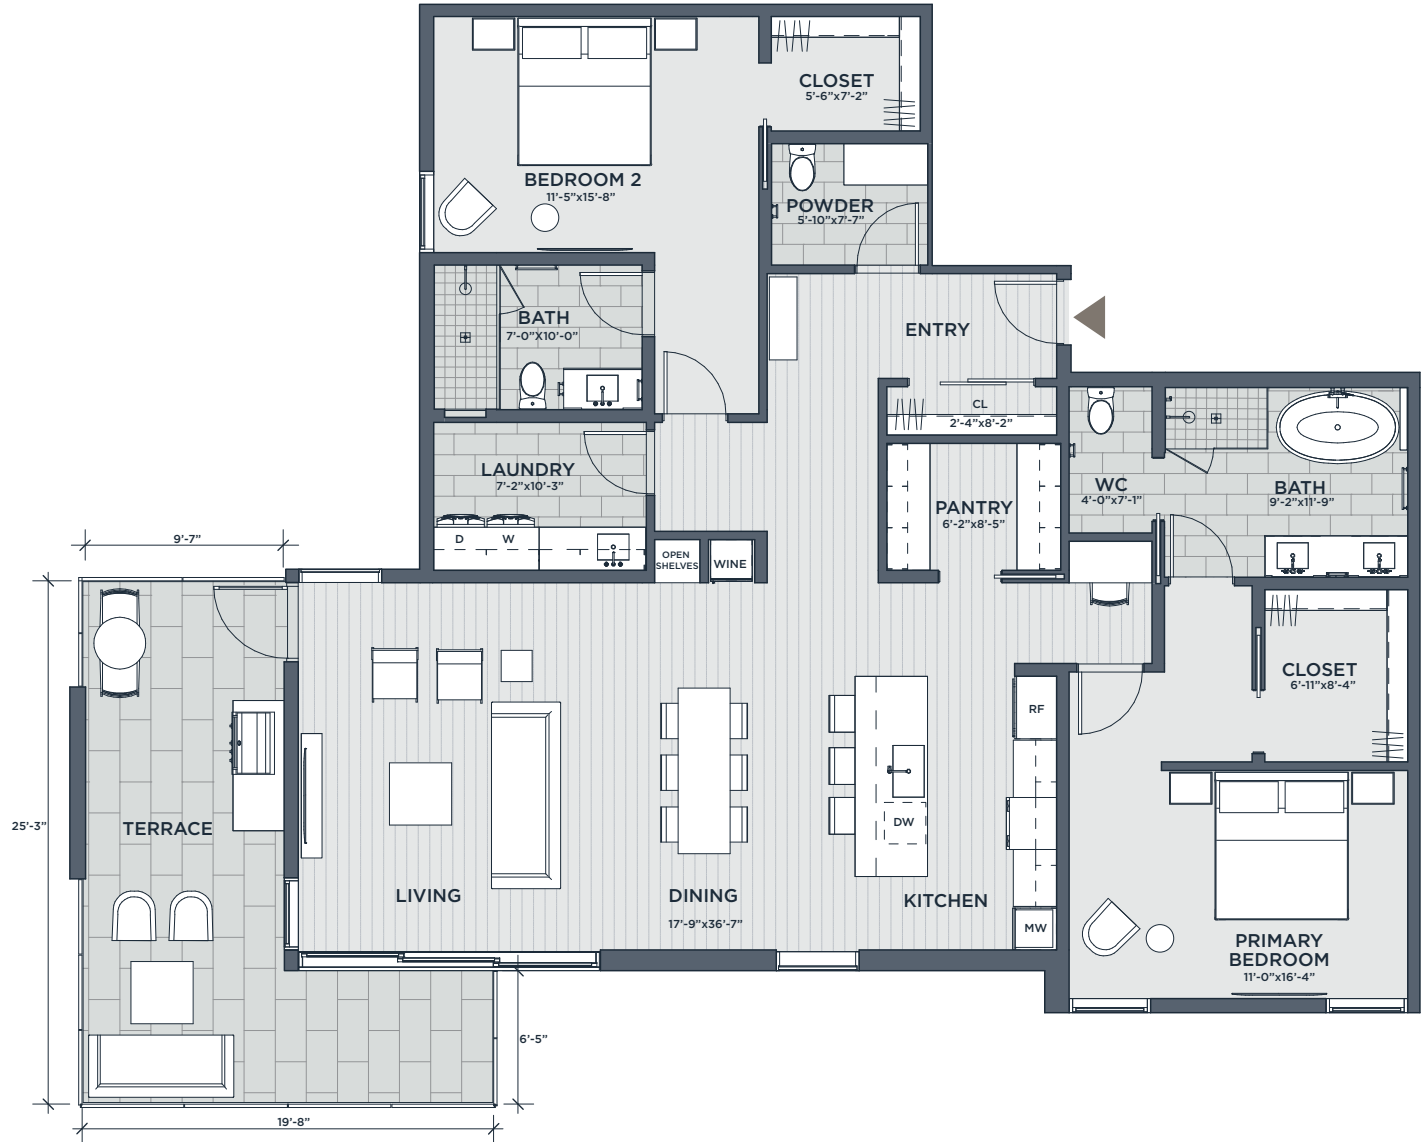 CLOSET
5'-6"x7'-2"
BEDROOM 2
11'-5"x15'-8"
POWDER
5'-10"x7'-7"
BATH
7'-0"X10'-0"
ENTRY
CL
2'-4"x8'-2"
LAUNDRY
7'-2"x10'-3"
D
W
PANTRY
6'-2"x8'-5"
WC
4'-0"x7'-1"
BATH
9'-2"x11'-9"
OPEN
SHELVES
WINE
9'-7"
CLOSET
6'-11"x8'-4"
RF
25'-3"
TERRACE
DW
LIVING
DINING
17'-9"x36'-7"
KITCHEN
MW
PRIMARY
BEDROOM
11'-0"x16'-4"
6'-5"
19'-8"